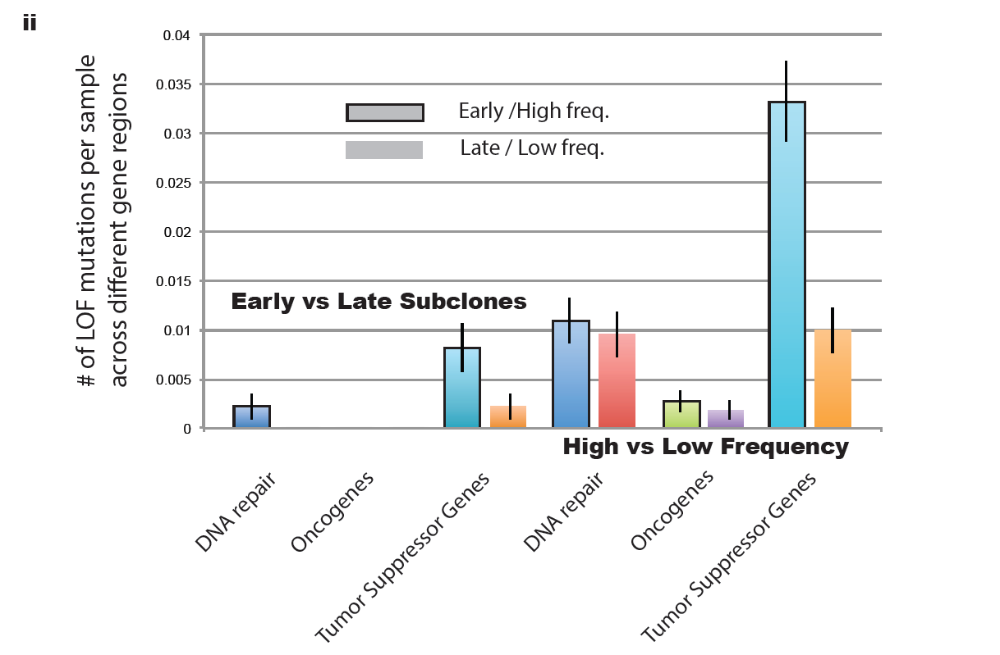 ii
# of LOF mutations per sample
across different gene regions
0.04
0.035
0.03
0.025
0.02
0.015
0.01
0.005
0
Early /High freq.
Late / Low freq.
Early vs Late Subclones
High vs Low Frequency
DNA repair
Oncogenes
Tumor Suppressor Genes
DNA repair
Oncogenes
Tumor Suppressor Genes